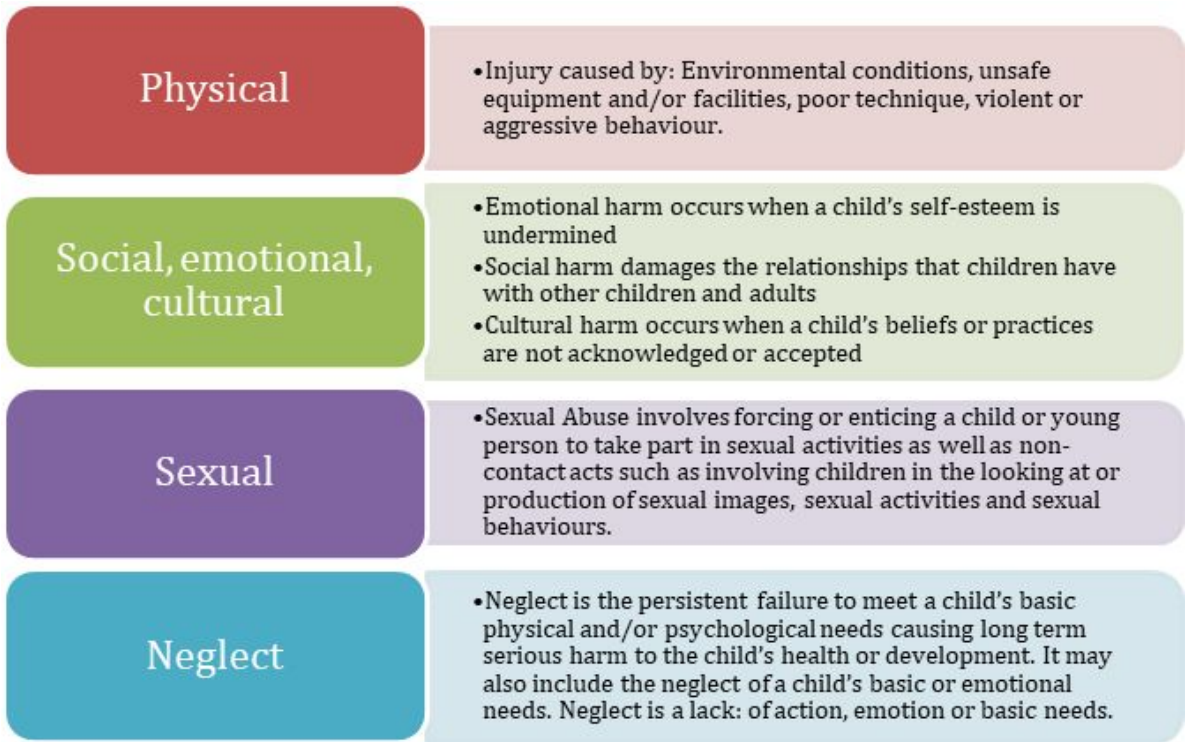 Physical
•Injury caused by: Environmental conditions, unsafe
equipment and/or facilities, poor technique, violent or
aggressive behaviour.
Social, emotional,
cultural
•Emotional harm occurs when a child's self-esteem is
undermined
•Social harm damages the relationships that children have
with other children and adults
•Cultural harm occurs when a child's beliefs or practices
are not acknowledged or accepted
Sexual
•Sexual Abuse involves forcing or enticing a child or young
person to take part in sexual activities as well as non-
contact acts such as involving children in the looking at or
production of sexual images, sexual activities and sexual
behaviours.
Neglect
•Neglect is the persistent failure to meet a child's basic
physical and/or psychological needs causing long term
serious harm to the child's health or development. It may
also include the neglect of a child's basic or emotional
needs. Neglect is a lack: of action, emotion or basic needs.